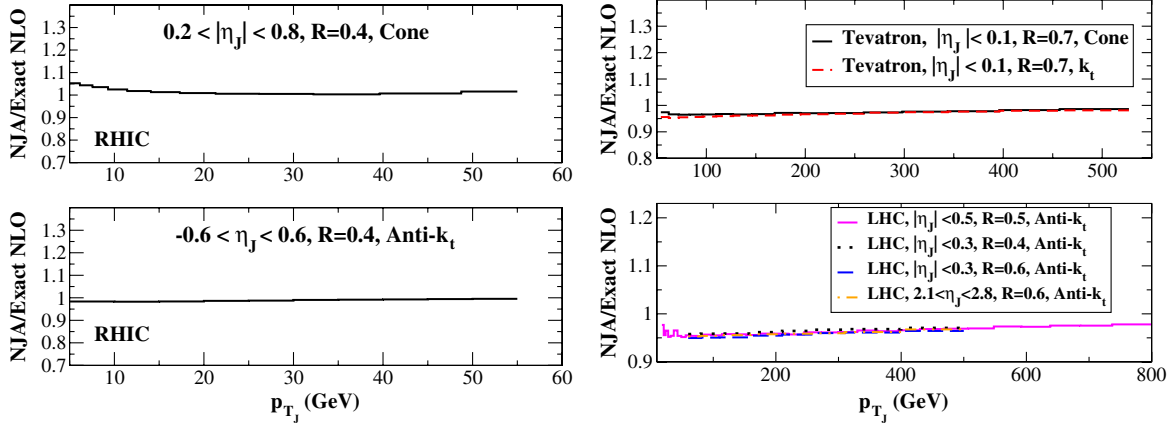 NJA/Exact NLO
1.3
1.2
1.1
1
0.9
0.8
0.7
0.2 < |η_J| < 0.8, R=0.4, Cone
RHIC
10 20 30 40 50 60
NJA/Exact NLO
1.3
1.2
1.1
1
0.9
0.8
0.7
-0.6 < η_J < 0.6, R=0.4, Anti-k_t
RHIC
10 20 30 40 50 60
p_T_J (GeV)
NJA/Exact NLO
1.3
1.2
1.1
1
0.9
0.8
Tevatron, |η_J| < 0.1, R=0.7, Cone
Tevatron, |η_J| < 0.1, R=0.7, k_t
100 200 300 400 500
NJA/Exact NLO
1.2
1.1
1
0.9
LHC, |η_J| <0.5, R=0.5, Anti-k_t
LHC, |η_J| <0.3, R=0.4, Anti-k_t
LHC, |η_J| <0.3, R=0.6, Anti-k_t
LHC, 2.1<η_J<2.8, R=0.6, Anti-k_t
200 400 600 800
p_T_J (GeV)